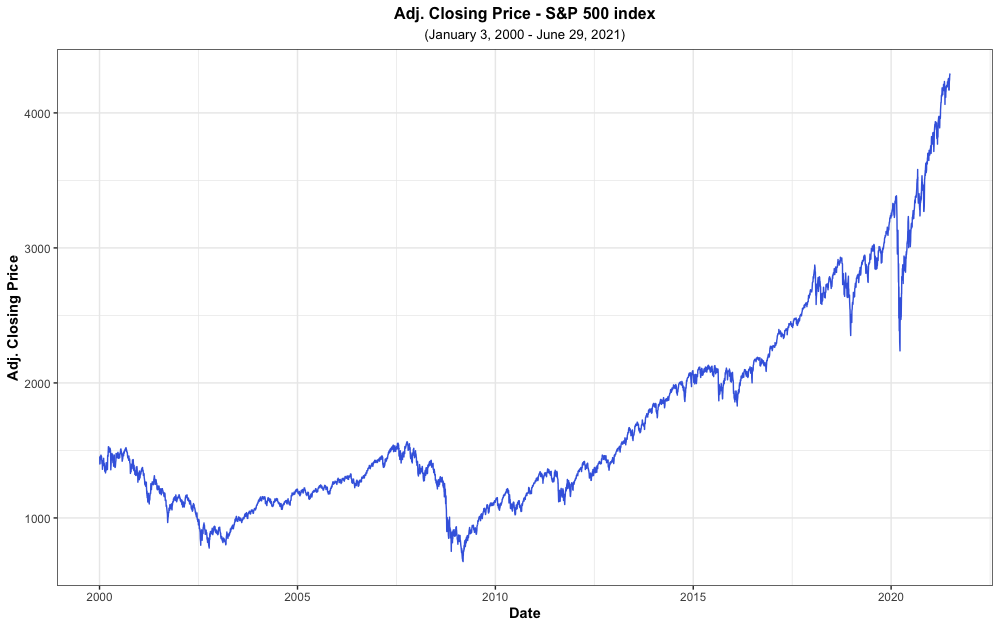 Adj. Closing Price - S&P 500 index
(January 3, 2000 - June 29, 2021)
Adj. Closing Price
4000
3000
2000
1000
2000
2005
2010
2015
2020
Date